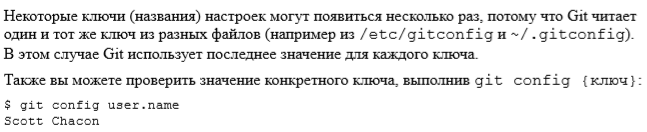 Некоторые ключи (названия) настроек могут появиться несколько раз, потому что Git читает
один и тот же ключ из разных файлов (например из /etc/gitconfig и ~/.gitconfig).
В этом случае Git использует последнее значение для каждого ключа.
Также вы можете проверить значение конкретного ключа, выполнив git config {ключ}:
$ git config user.name
Scott Chacon